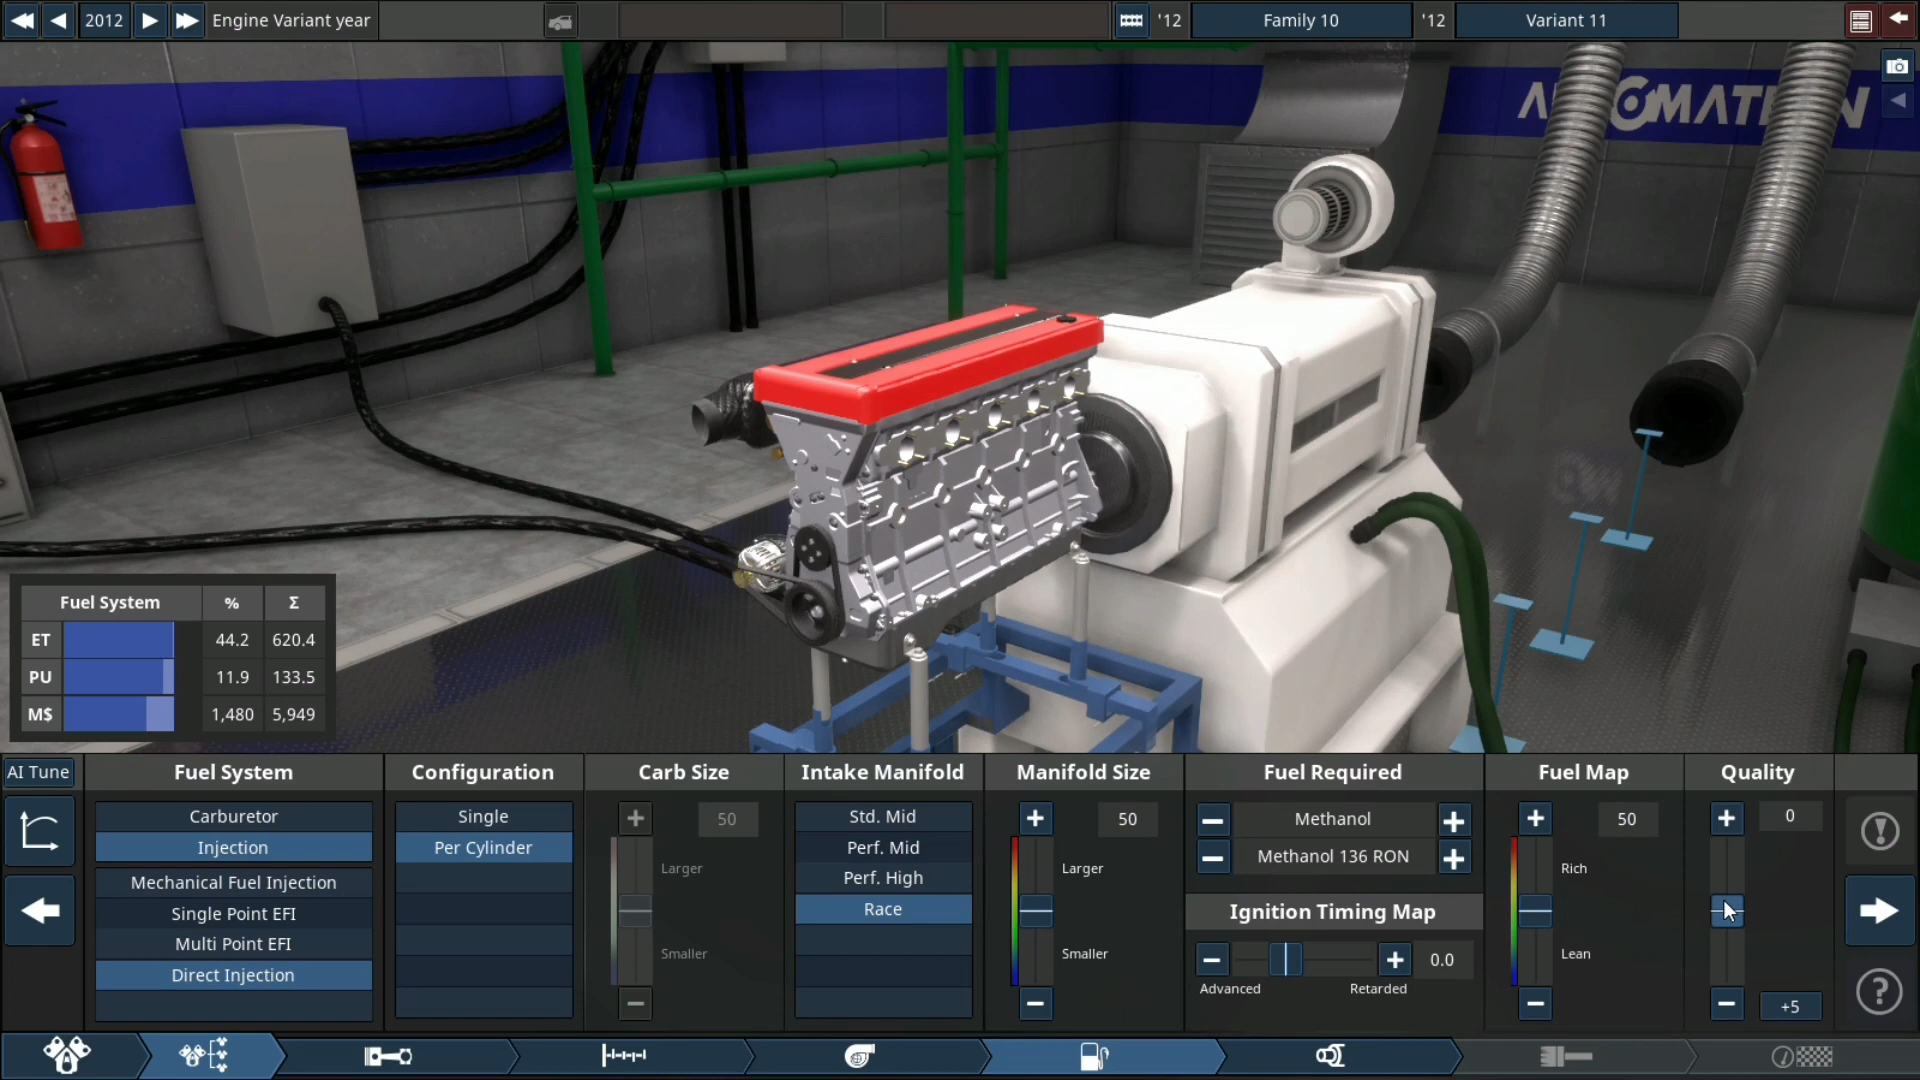 2012 Engine Variant year '12 Family 10 '12 Variant 11
Fuel System % Σ
ET 44.2 620.4
PU 11.9 133.5
M$ 1,480 5,949
AI Tune
Fuel System
Carburetor
Injection
Mechanical Fuel Injection
Single Point EFI
Multi Point EFI
Direct Injection
Configuration
Single
Per Cylinder
Carb Size
50
Larger
Smaller
Intake Manifold
Std. Mid
Perf. Mid
Perf. High
Race
Manifold Size
50
Larger
Smaller
Fuel Required
Methanol
Methanol 136 RON
Ignition Timing Map
0.0
Advanced Retarded
Fuel Map
50
Rich
Lean
Quality
0
+5